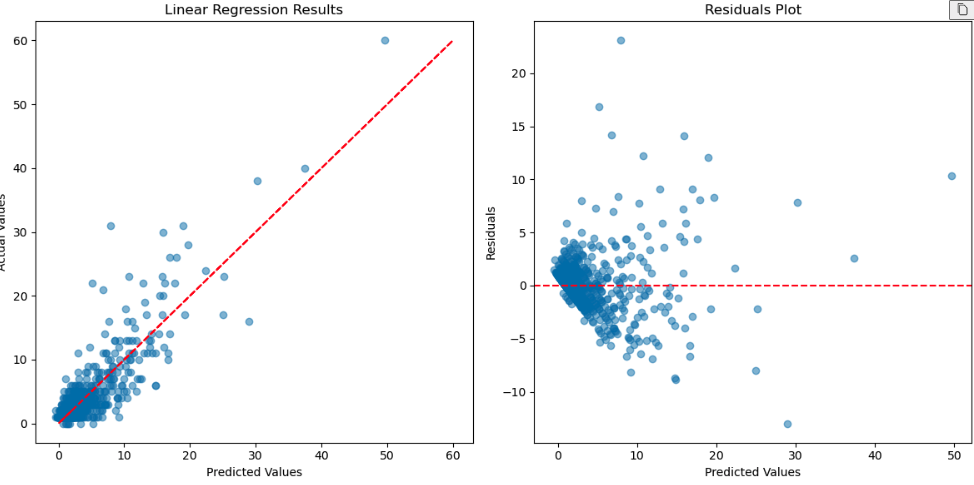 Linear Regression Results
Actual Values
60
50
40
30
20
10
0
0 10 20 30 40 50 60
Predicted Values
Residuals Plot
Residuals
20
15
10
5
0
−5
−10
0 10 20 30 40 50
Predicted Values